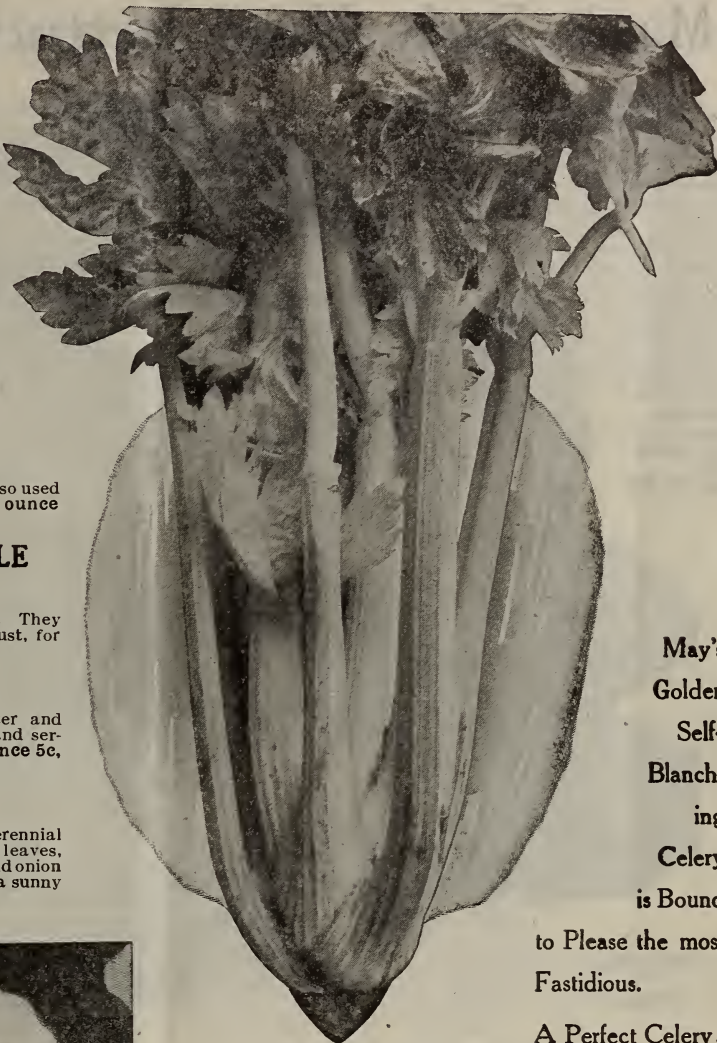 so used
ounce
LE
They
ust, for
er and
nd ser-
nce 5c,
erennial
leaves,
d onion
a sunny
May's
Golden
Self-
Blanch-
ing
Celery
is Bound
to Please the most
Fastidious.
A Perfect Celery.